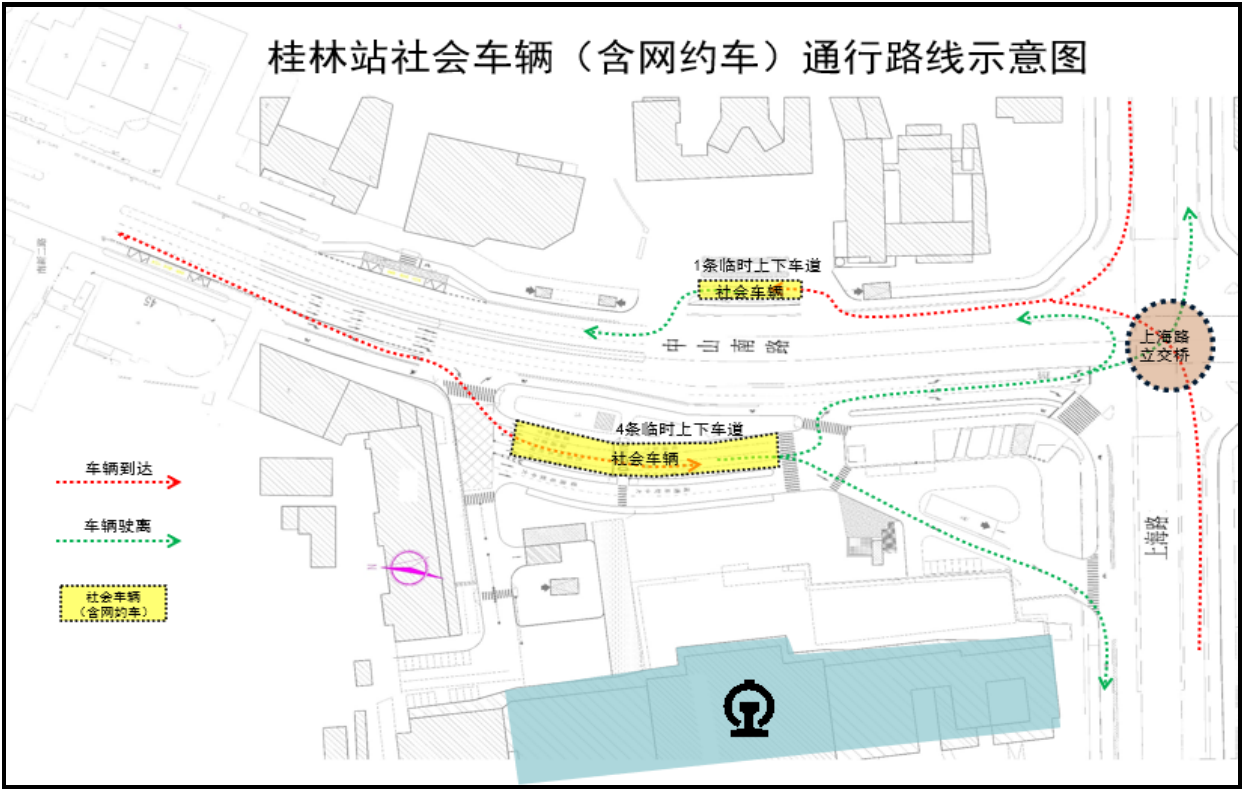 桂林站社会车辆（含网约车）通行路线示意图
1条临时上下车道
社会车辆
中山南路
上海路
立交桥
4条临时上下车道
社会车辆
车辆到达
车辆驶离
社会车辆
（含网约车）
上海路
N
45